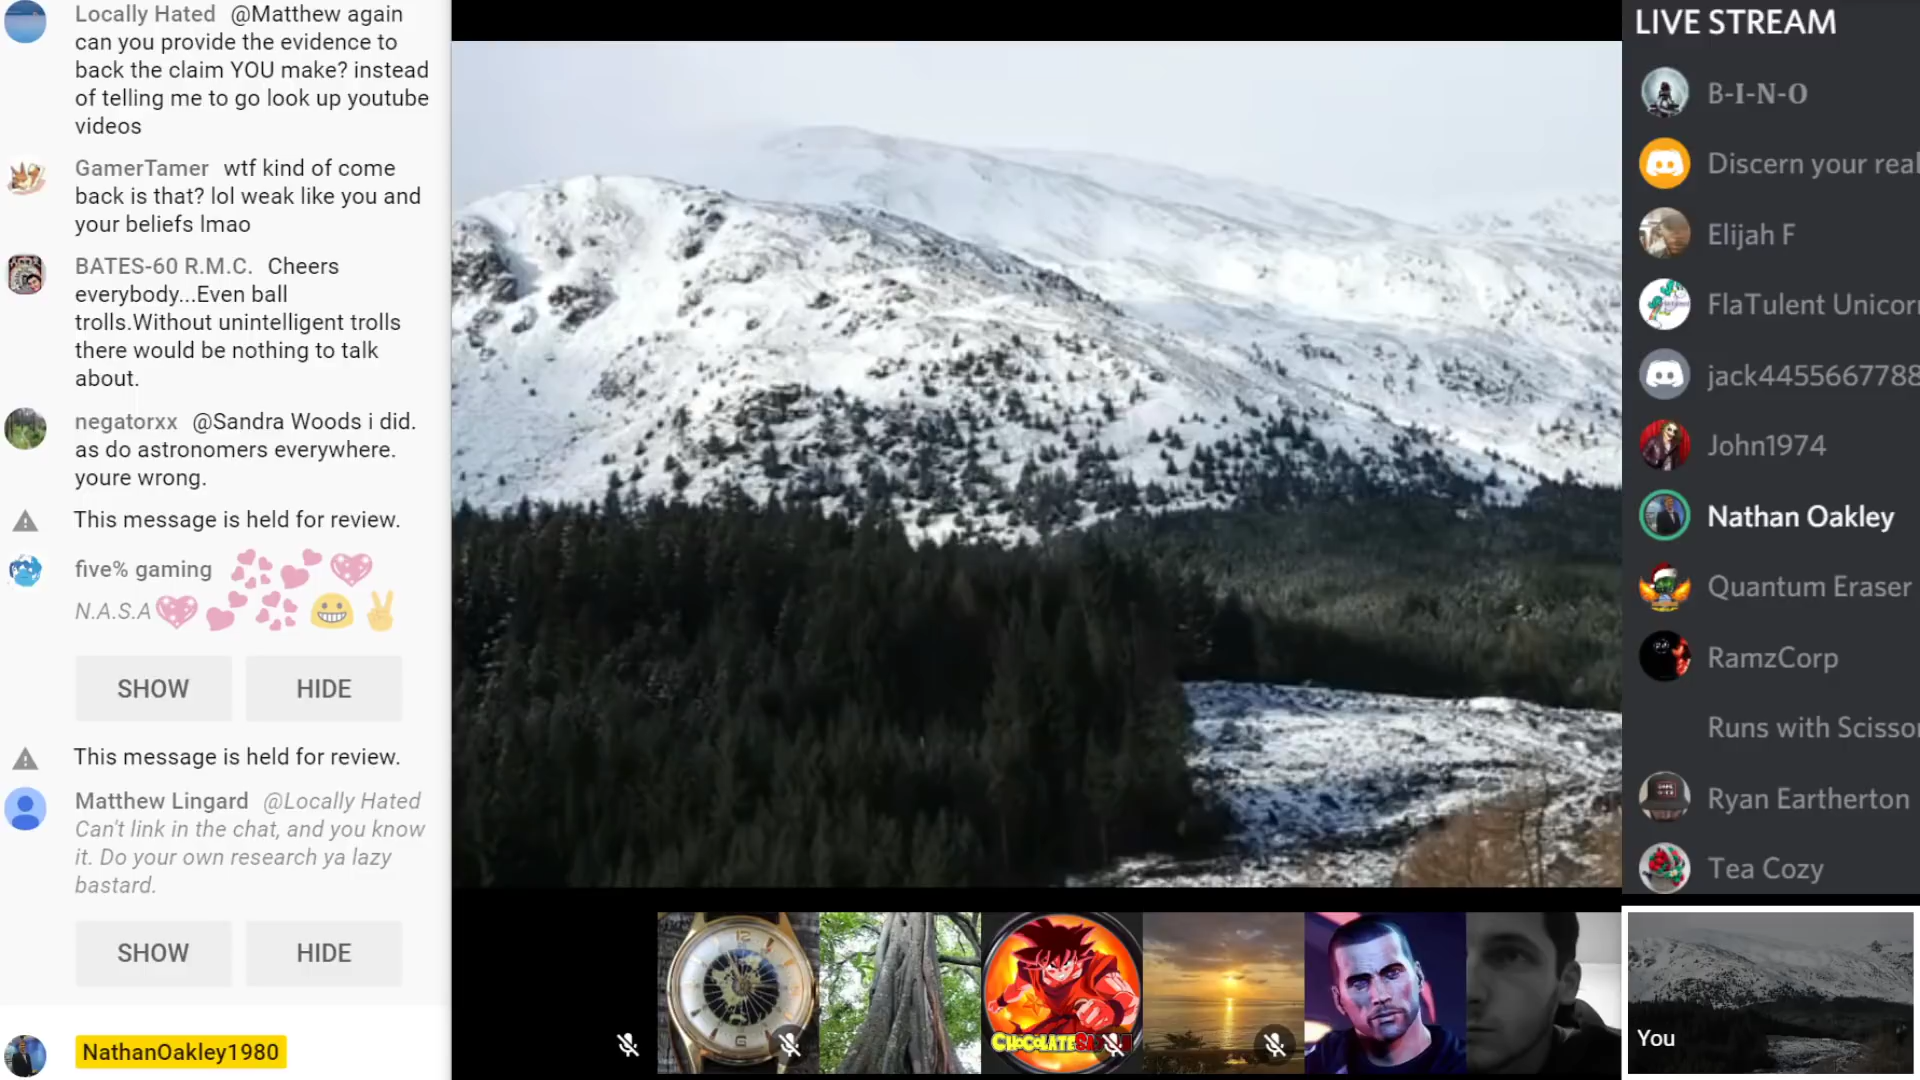 Locally Hated @Matthew again
can you provide the evidence to
back the claim YOU make? instead
of telling me to go look up youtube
videos
GamerTamer wtf kind of come
back is that? lol weak like you and
your beliefs lmao
BATES-60 R.M.C. Cheers
everybody...Even ball
trolls.Without unintelligent trolls
there would be nothing to talk
about.
negatorxx @Sandra Woods i did.
as do astronomers everywhere.
youre wrong.
This message is held for review.
five% gaming
N.A.S.A
SHOW HIDE
This message is held for review.
Matthew Lingard @Locally Hated
Can't link in the chat, and you know
it. Do your own research ya lazy
bastard.
SHOW HIDE
NathanOakley1980
LIVE STREAM
B-I-N-O
Discern your real
Elijah F
FlaTulent Unicorn
jack4455667788
John1974
Nathan Oakley
Quantum Eraser
RamzCorp
Runs with Scissor
Ryan Eartherton
Tea Cozy
You